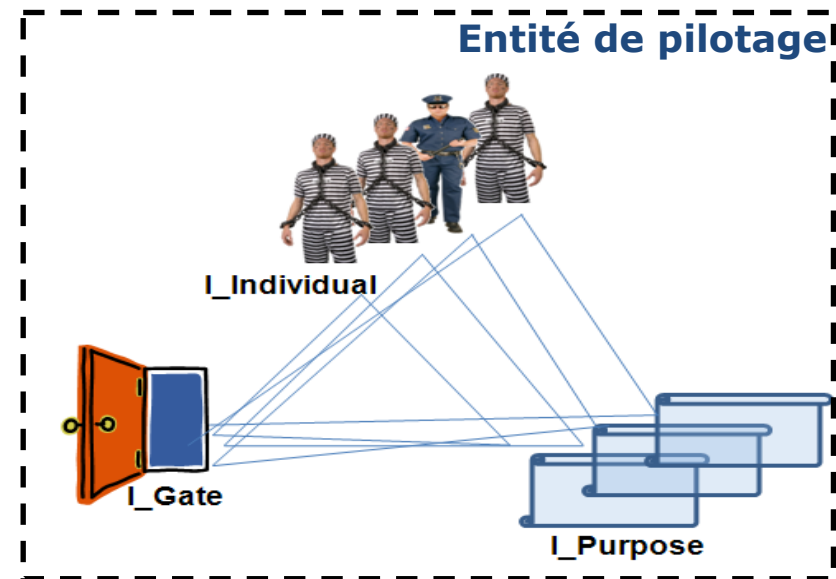 Entité de pilotage
I_Individual
I_Gate
I_Purpose